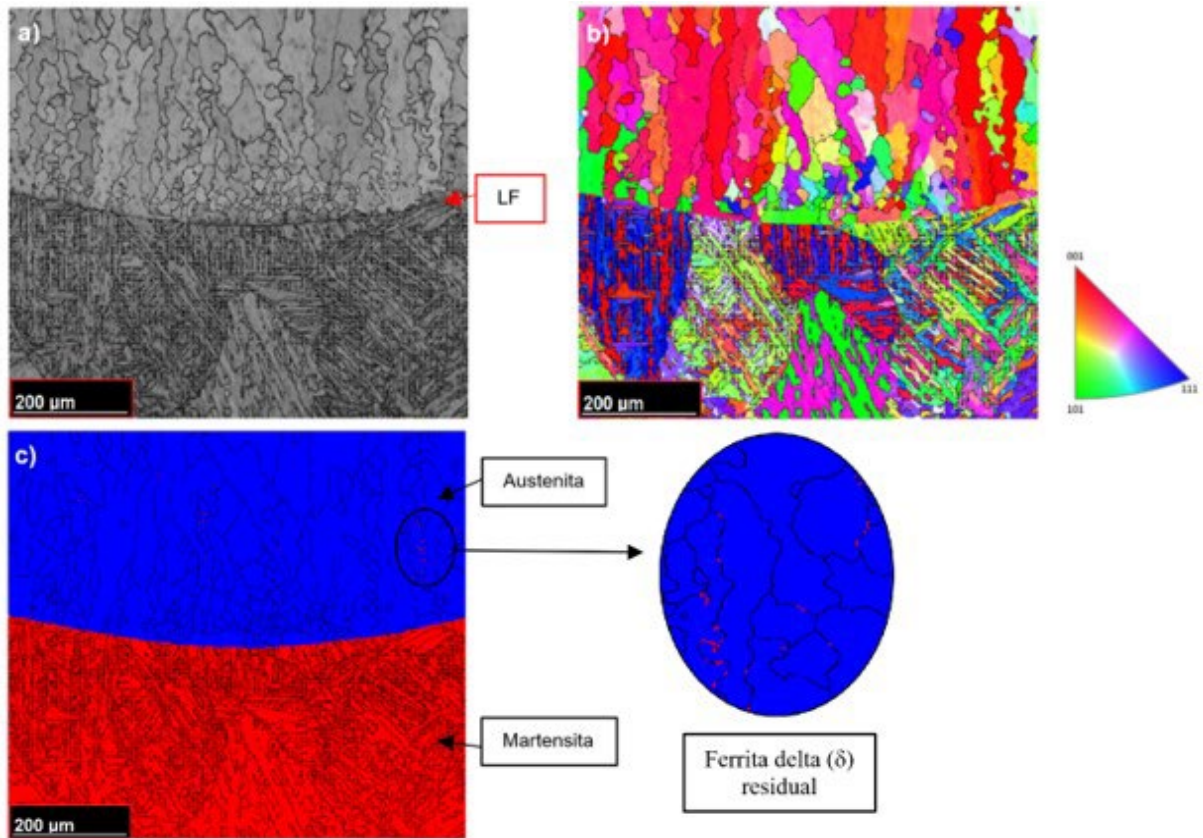 a)
LF
200 µm
b)
200 µm
001
111
101
c)
Austenita
Martensita
200 µm
Ferrita delta (δ)
residual